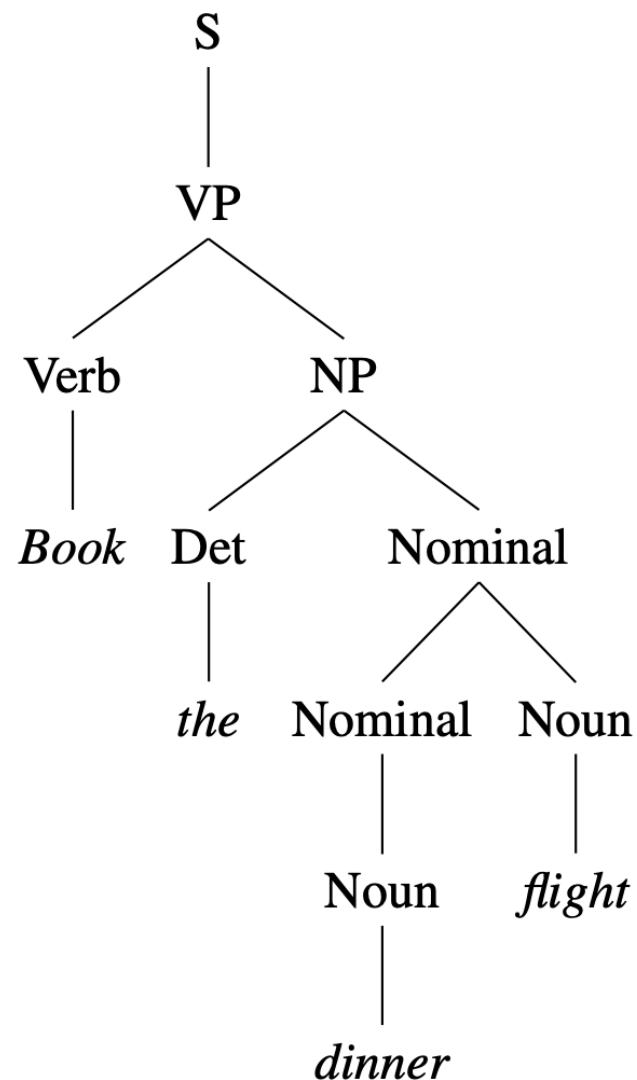 S
VP
Verb NP
Book Det Nominal
the Nominal Noun
Noun flight
dinner